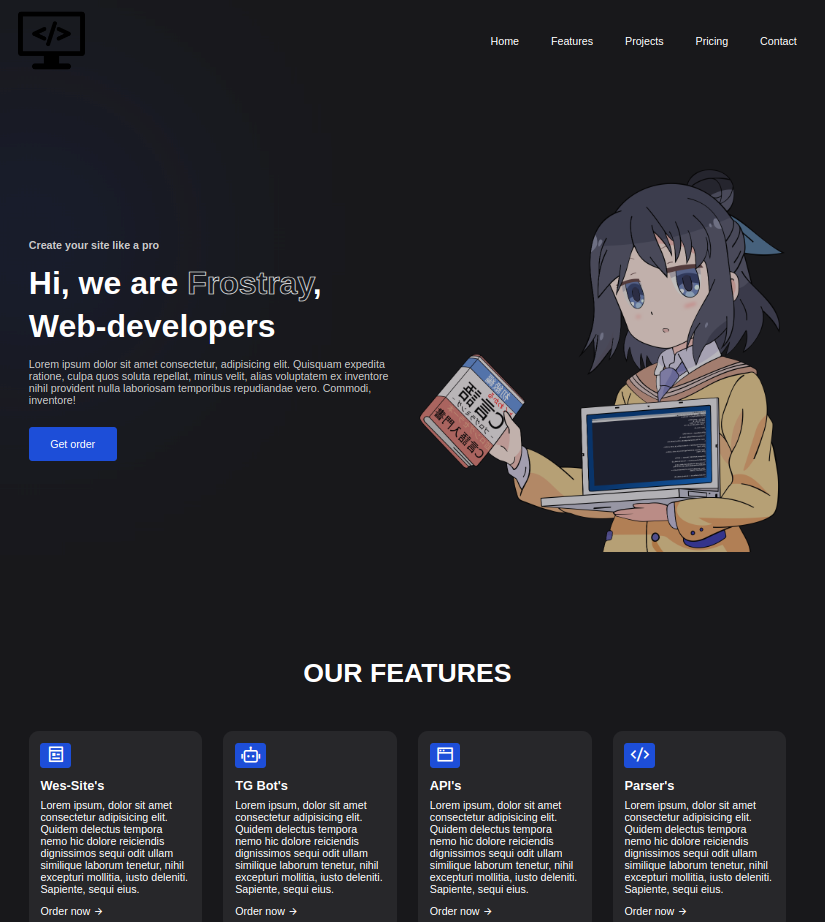 </>
Home Features Projects Pricing Contact
Create your site like a pro
Hi, we are Frostray,
Web-developers
Lorem ipsum dolor sit amet consectetur, adipisicing elit. Quisquam expedita
ratione, culpa quos soluta repellat, minus velit, alias voluptatem ex inventore
nihil provident nulla laboriosam temporibus repudiandae vero. Commodi,
inventore!
Get order
C言語
C言語入門書
OUR FEATURES
Wes-Site's
Lorem ipsum, dolor sit amet
consectetur adipisicing elit.
Quidem delectus tempora
nemo hic dolore reiciendis
dignissimos sequi odit ullam
similique laborum tenetur, nihil
excepturi mollitia, iusto deleniti.
Sapiente, sequi eius.
Order now →
TG Bot's
Lorem ipsum, dolor sit amet
consectetur adipisicing elit.
Quidem delectus tempora
nemo hic dolore reiciendis
dignissimos sequi odit ullam
similique laborum tenetur, nihil
excepturi mollitia, iusto deleniti.
Sapiente, sequi eius.
Order now →
API's
Lorem ipsum, dolor sit amet
consectetur adipisicing elit.
Quidem delectus tempora
nemo hic dolore reiciendis
dignissimos sequi odit ullam
similique laborum tenetur, nihil
excepturi mollitia, iusto deleniti.
Sapiente, sequi eius.
Order now →
</> 
Parser's
Lorem ipsum, dolor sit amet
consectetur adipisicing elit.
Quidem delectus tempora
nemo hic dolore reiciendis
dignissimos sequi odit ullam
similique laborum tenetur, nihil
excepturi mollitia, iusto deleniti.
Sapiente, sequi eius.
Order now →